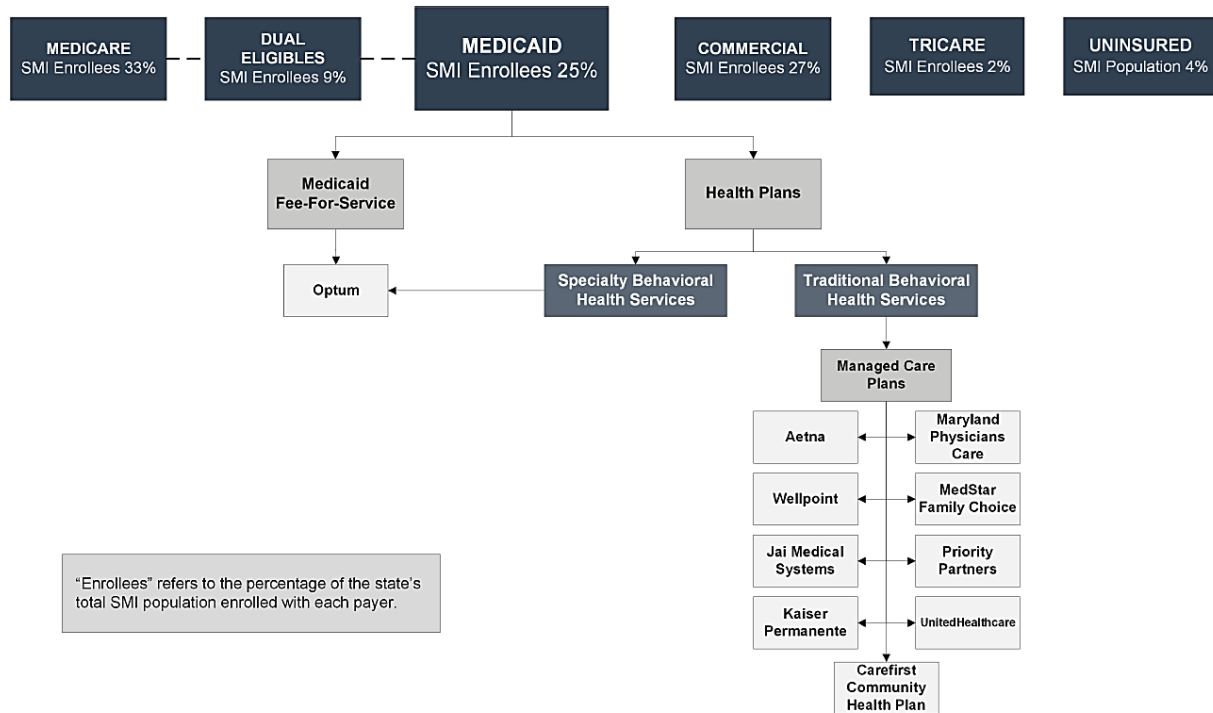 MEDICARE
SMI Enrollees 33%
DUAL
ELIGIBLES
SMI Enrollees 9%
MEDICAID
SMI Enrollees 25%
COMMERCIAL
SMI Enrollees 27%
TRICARE
SMI Enrollees 2%
UNINSURED
SMI Population 4%
Medicaid
Fee-For-Service
Health Plans
Optum
Specialty Behavioral
Health Services
Traditional Behavioral
Health Services
Managed Care
Plans
Aetna
Maryland
Physicians
Care
Wellpoint
MedStar
Family Choice
Jai Medical
Systems
Priority
Partners
Kaiser
Permanente
UnitedHealthcare
Carefirst
Community
Health Plan
“Enrollees” refers to the percentage of the state’s
total SMI population enrolled with each payer.